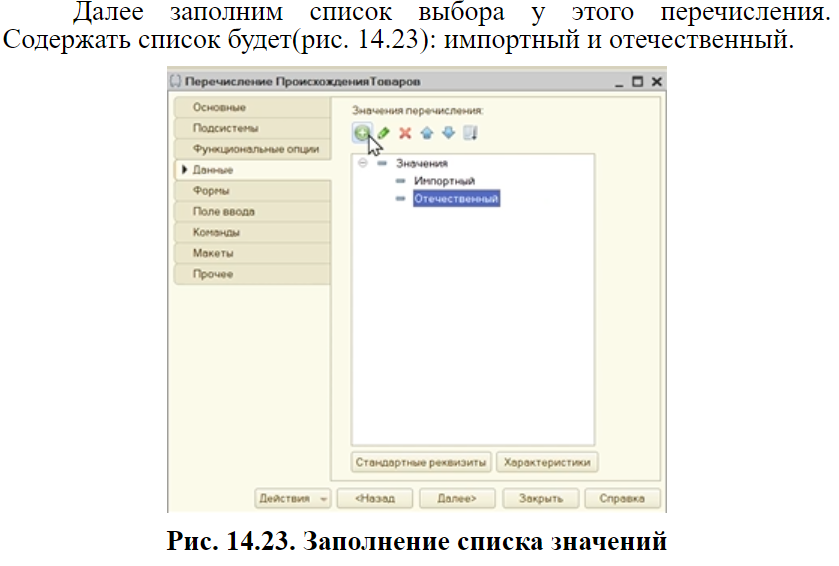 Далее заполним список выбора у этого перечисления.
Содержать список будет(рис. 14.23): импортный и отечественный.
Перечисление ПроисхожденияТоваров
Основные
Подсистемы
Функциональные опции
Данные
Формы
Поле ввода
Команды
Макеты
Прочее
Значения перечисления:
Значения
Импортный
Отечественный
Стандартные реквизиты
Характеристики
Действия
<Назад
Далее>
Закрыть
Справка
Рис. 14.23. Заполнение списка значений